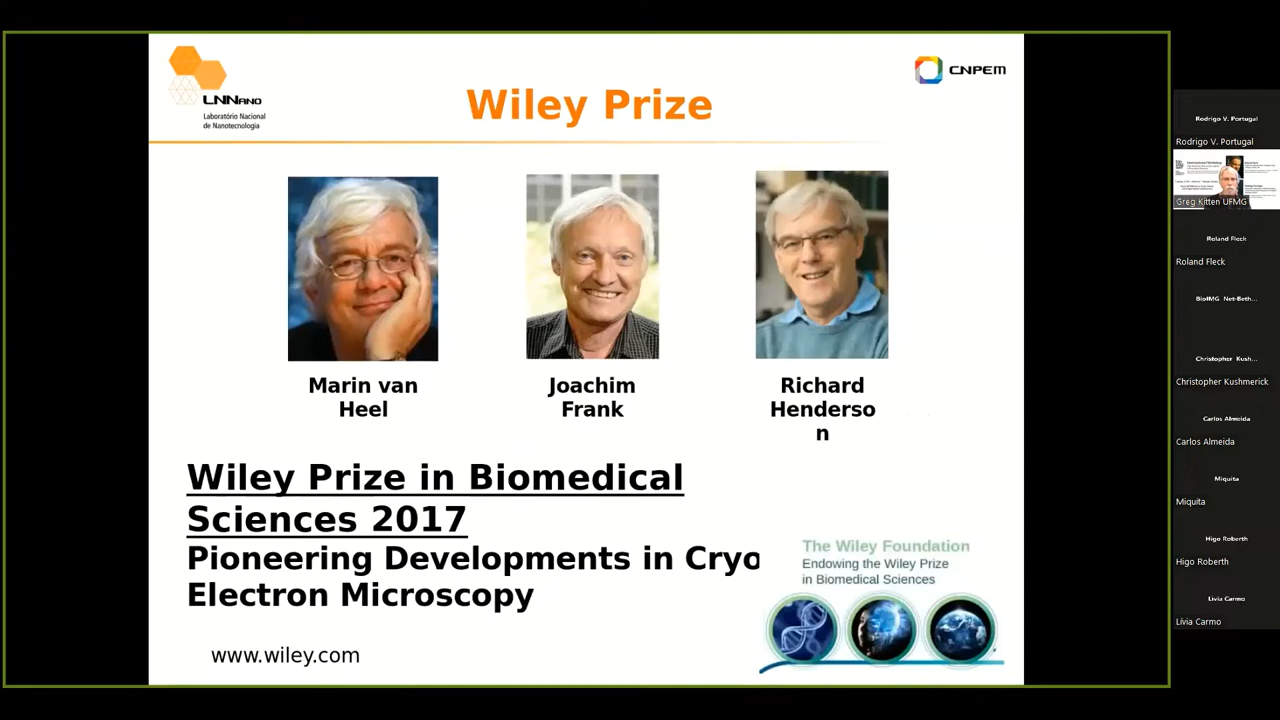 LNNANO
Laboratório Nacional
de Nanotecnologia
Wiley Prize
CNPEM
Marin van
Heel
Joachim
Frank
Richard
Henderso
n
Wiley Prize in Biomedical
Sciences 2017
Pioneering Developments in Cryo
Electron Microscopy
www.wiley.com
The Wiley Foundation
Endowing the Wiley Prize
in Biomedical Sciences
Rodrigo V. Portugal
Rodrigo V. Portugal
Greg Kitten UFMG
Roland Fleck
Roland Fleck
BioIMG Net-Beth...
Christopher Kush...
Christopher Kushmerick
Carlos Almeida
Carlos Almeida
Miquita
Miquita
Higo Roberth
Higo Roberth
Lívia Carmo
Lívia Carmo